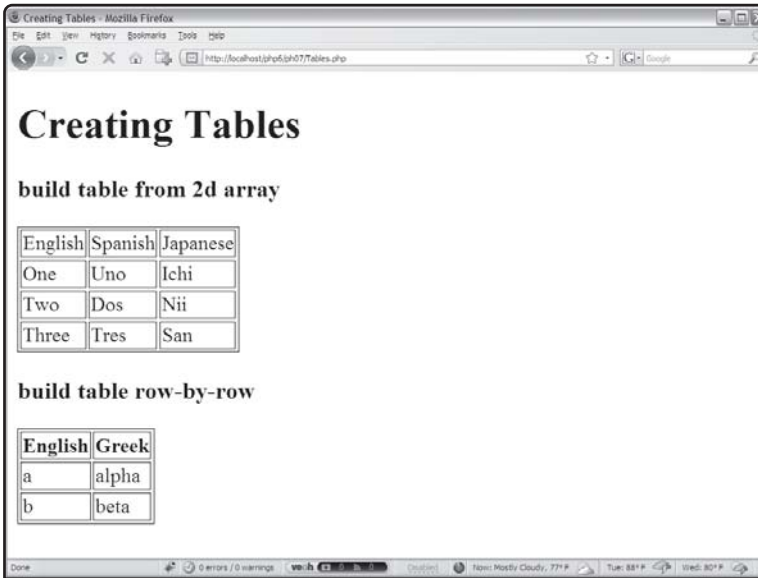 Creating Tables - Mozilla Firefox
File Edit View History Bookmarks Tools Help
http://localhost/php6/ph07/Tables.php
Google
Creating Tables
build table from 2d array
English Spanish Japanese
One Uno Ichi
Two Dos Nii
Three Tres San
build table row-by-row
English Greek
a alpha
b beta
Done 0 errors / 0 warnings Disabled Now: Mostly Cloudy, 77° F Tue: 88° F Wed: 80° F